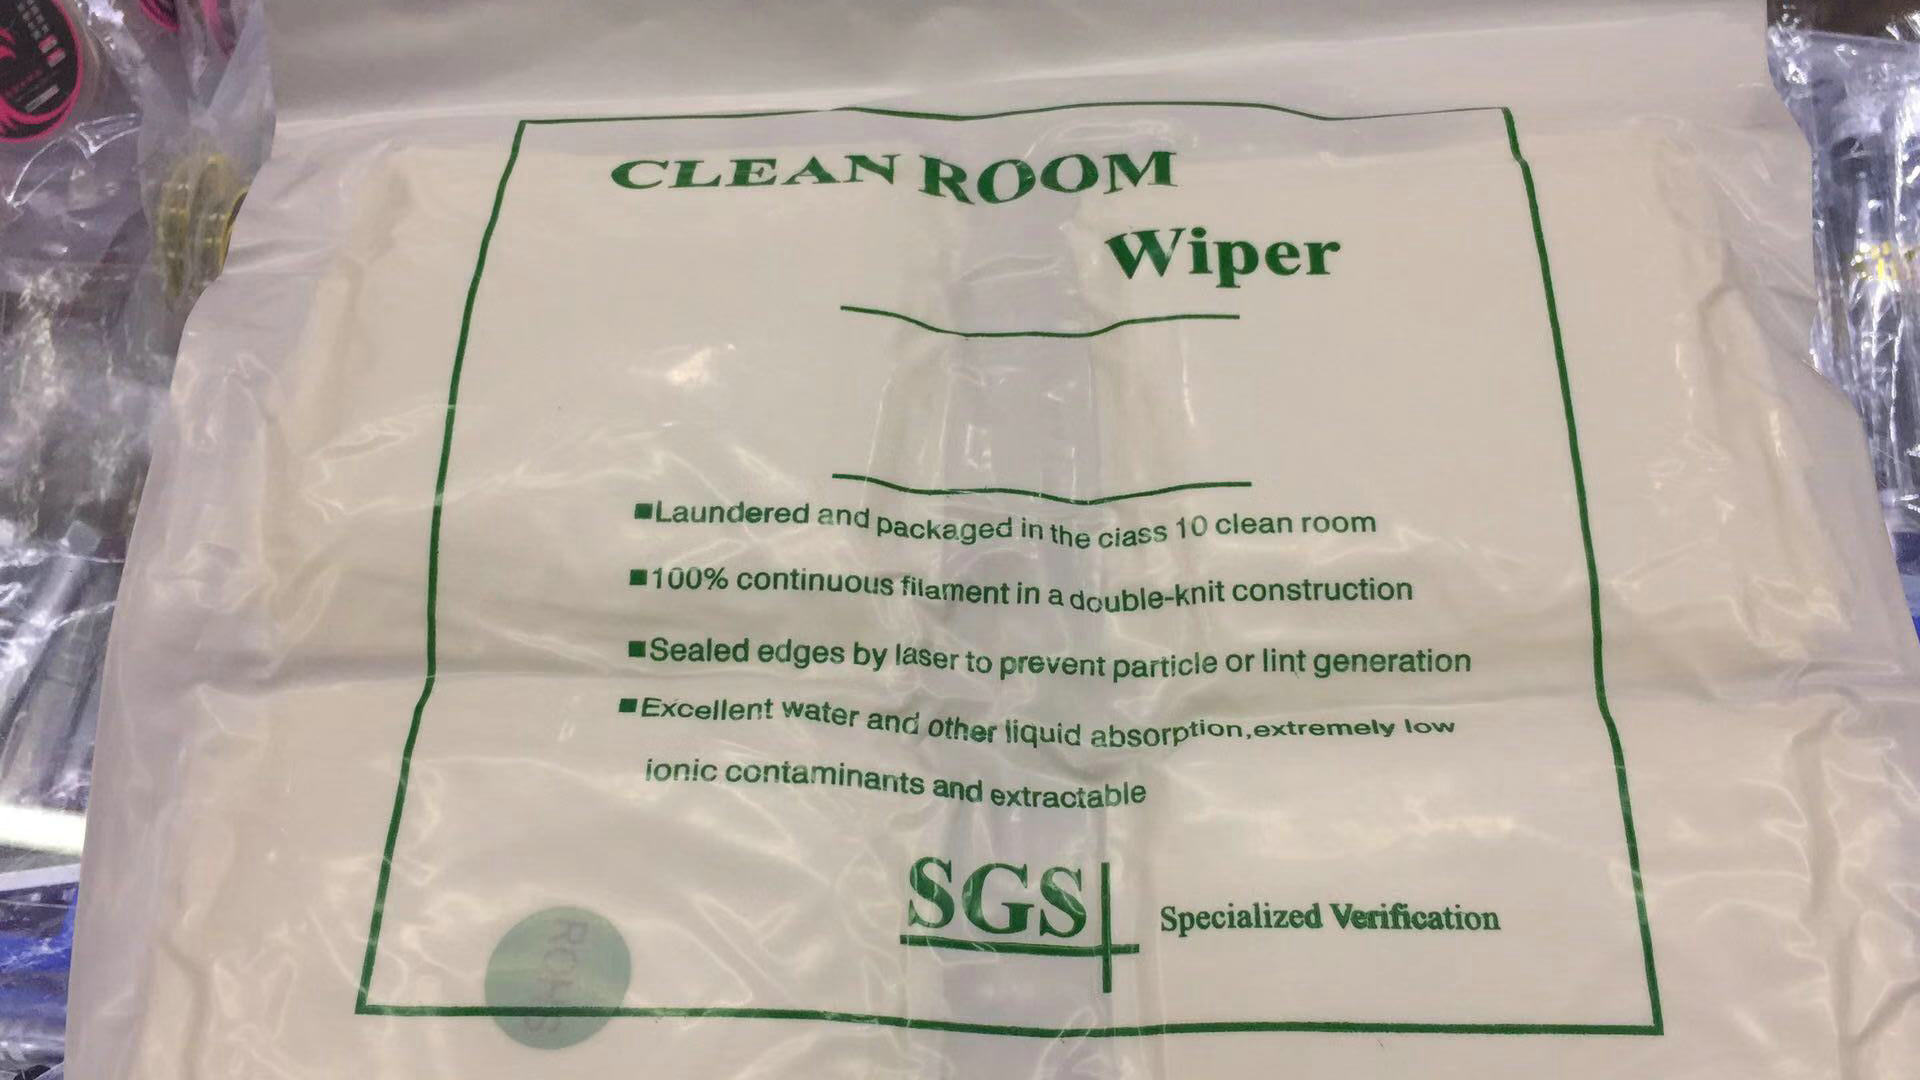 CLEAN ROOM
Wiper
■Laundered and packaged in the ciass 10 clean room
■100% continuous filament in a double-knit construction
■Sealed edges by laser to prevent particle or lint generation
■Excellent water and other liquid absorption,extremely low
ionic contaminants and extractable
SGS
Specialized Verification
ROHS